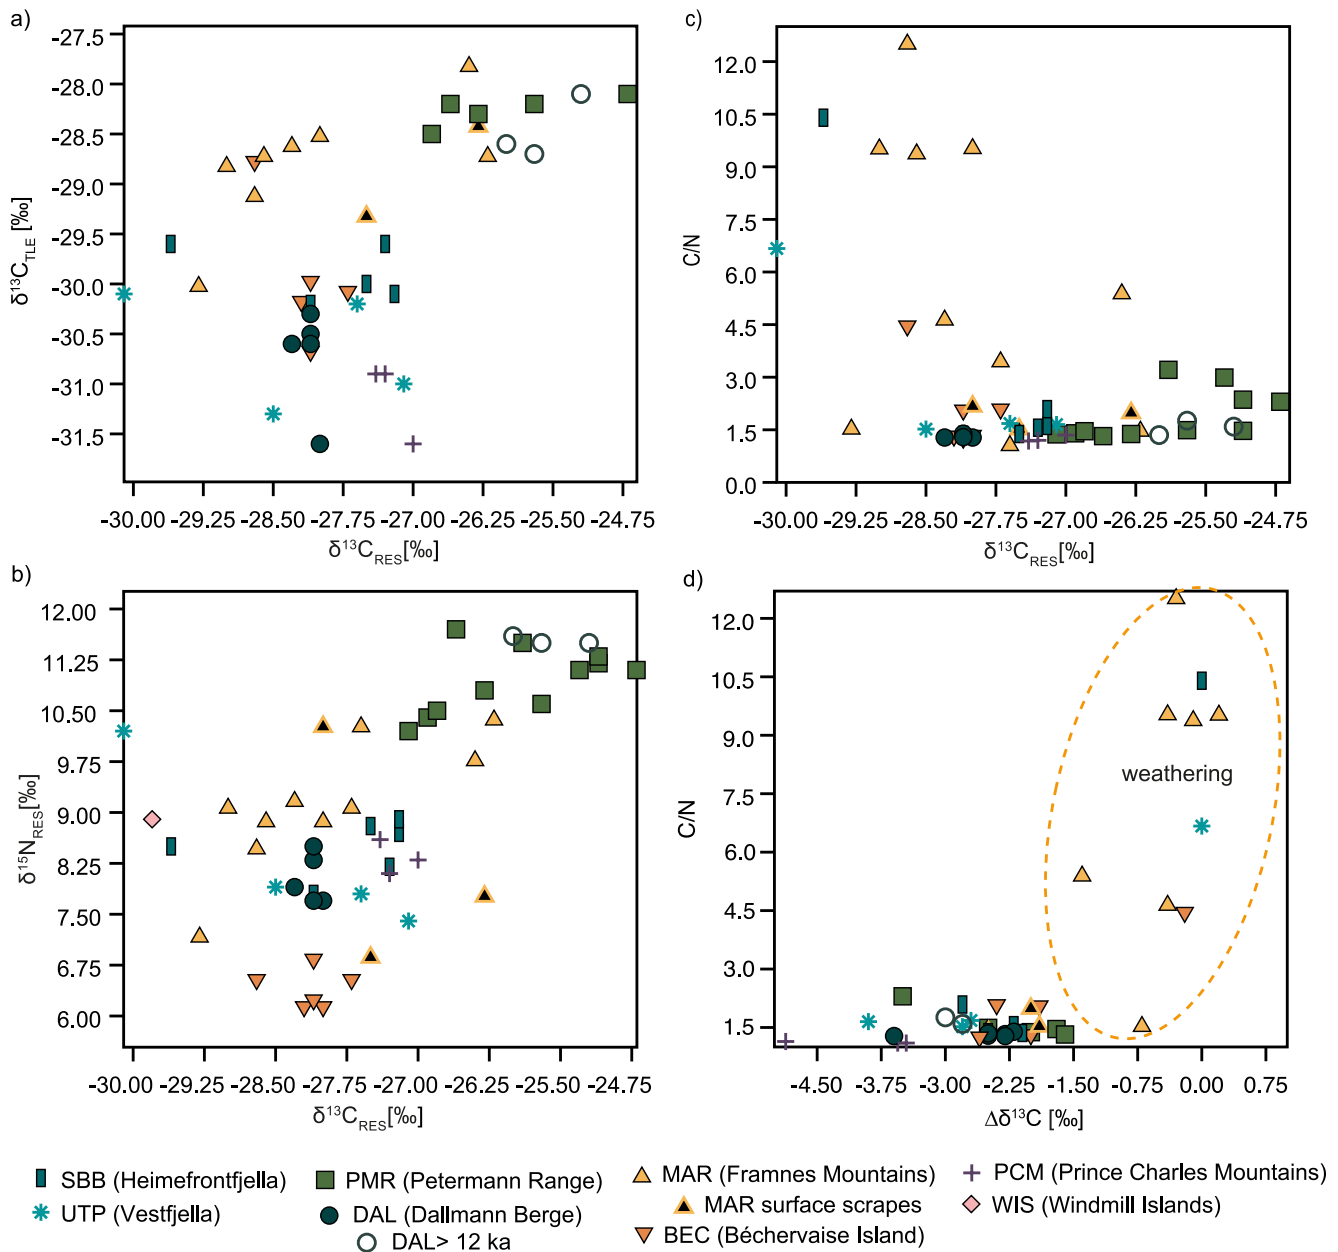 a)
-27.5
-28.0
-28.5
-29.0
-29.5
-30.0
-30.5
-31.0
-31.5
δ¹³C_TLE [‰]
-30.00 -29.25 -28.50 -27.75 -27.00 -26.25 -25.50 -24.75
δ¹³C_RES[‰]
c)
12.0
10.5
9.0
7.5
6.0
4.5
3.0
1.5
0.0
C/N
-30.00 -29.25 -28.50 -27.75 -27.00 -26.25 -25.50 -24.75
δ¹³C_RES[‰]
b)
12.00
11.25
10.50
9.75
9.00
8.25
7.50
6.75
6.00
δ¹⁵N_RES[‰]
-30.00 -29.25 -28.50 -27.75 -27.00 -26.25 -25.50 -24.75
δ¹³C_RES[‰]
d)
12.0
10.5
9.0
7.5
6.0
4.5
3.0
1.5
C/N
weathering
-4.50 -3.75 -3.00 -2.25 -1.50 -0.75 0.00 0.75
Δδ¹³C [‰]
SBB (Heimefrontfjella)
UTP (Vestfjella)
PMR (Petermann Range)
DAL (Dallmann Berge)
DAL> 12 ka
MAR (Framnes Mountains)
MAR surface scrapes
BEC (Béchervaise Island)
PCM (Prince Charles Mountains)
WIS (Windmill Islands)